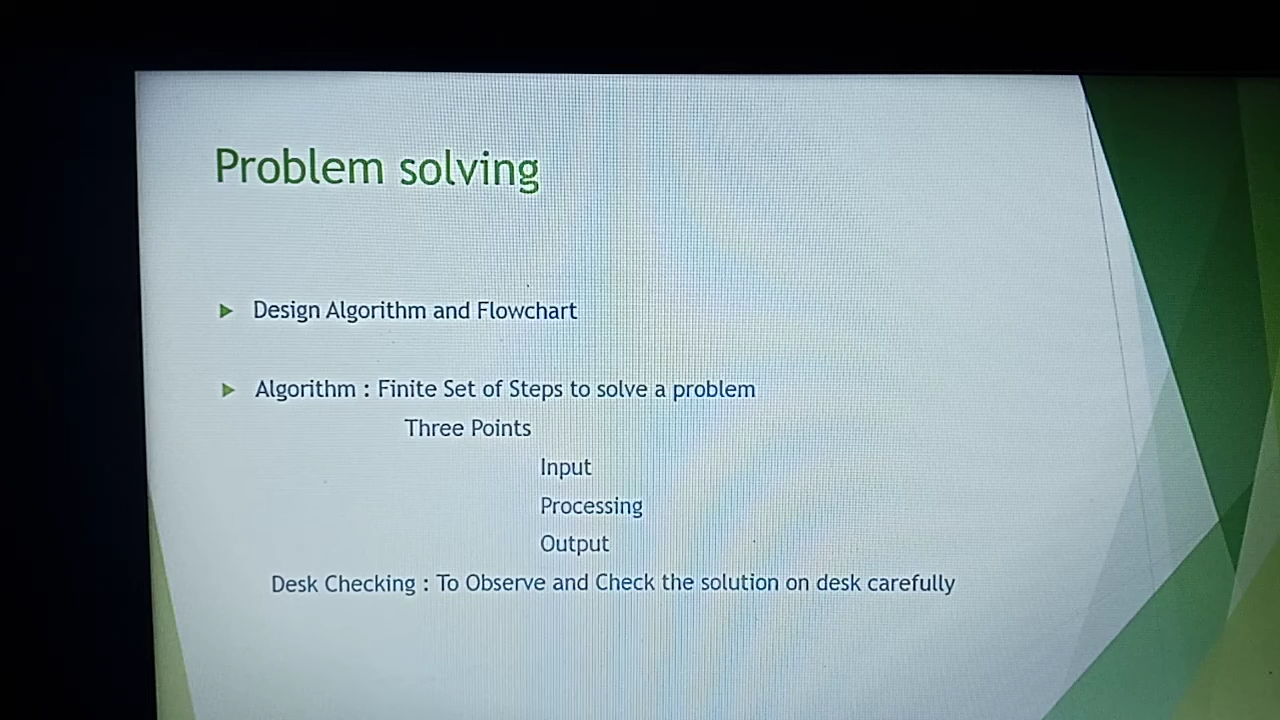 Problem solving
Design Algorithm and Flowchart
Algorithm : Finite Set of Steps to solve a problem
Three Points
Input
Processing
Output
Desk Checking : To Observe and Check the solution on desk carefully